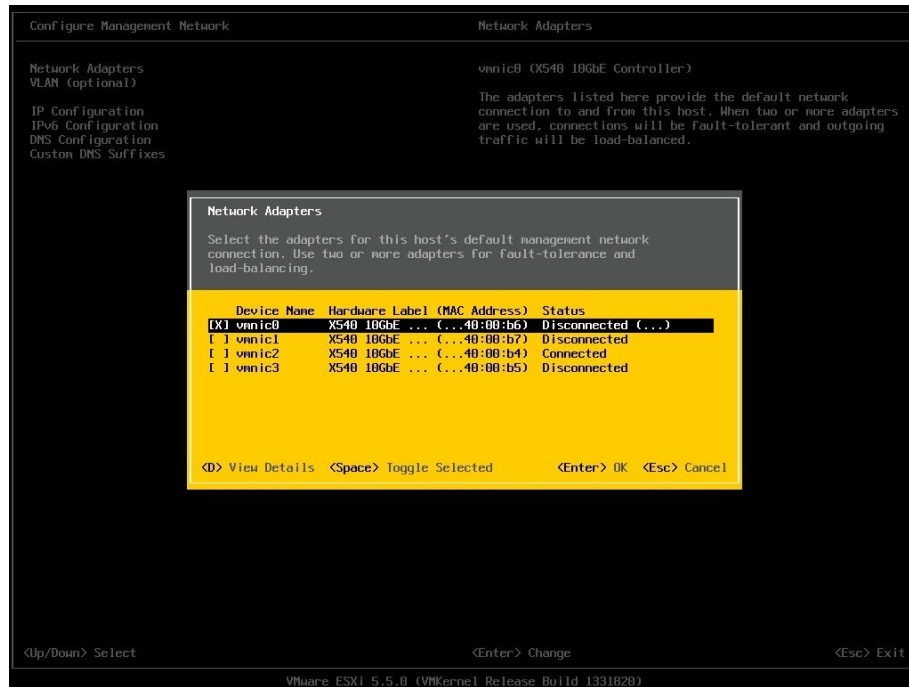 Configure Management Network
Network Adapters
Network Adapters
VLAN (optional)
IP Configuration
IPv6 Configuration
DNS Configuration
Custom DNS Suffixes
vmnic0 (X540 10GbE Controller)
The adapters listed here provide the default network
connection to and from this host. When two or more adapters
are used, connections will be fault-tolerant and outgoing
traffic will be load-balanced.
Network Adapters
Select the adapters for this host's default management network
connection. Use two or more adapters for fault-tolerance and
load-balancing.
Device Name Hardware Label (MAC Address) Status
[X] vmnic0 X540 10GbE ... (...40:00:b6) Disconnected (...)
[ ] vmnic1 X540 10GbE ... (...40:00:b7) Disconnected
[ ] vmnic2 X540 10GbE ... (...40:00:b4) Connected
[ ] vmnic3 X540 10GbE ... (...40:00:b5) Disconnected
<D> View Details <Space> Toggle Selected <Enter> OK <Esc> Cancel
<Up/Down> Select <Enter> Change <Esc> Exit
VMware ESXi 5.5.0 (VMKernel Release Build 1331820)